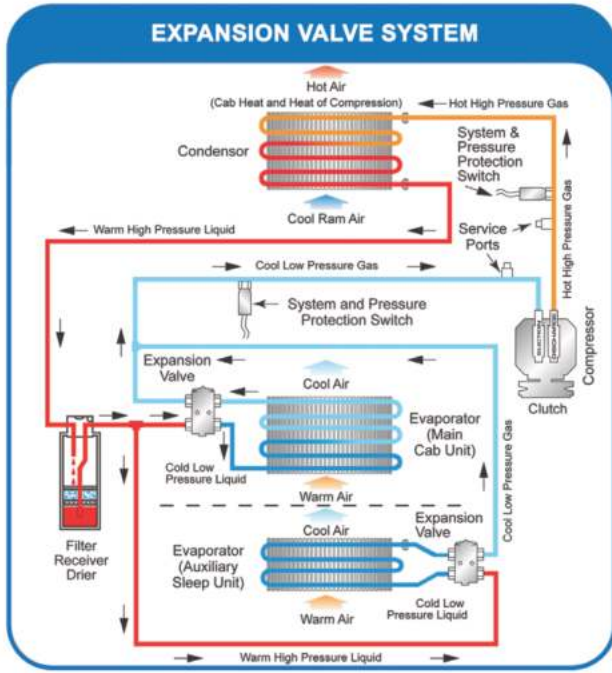 EXPANSION VALVE SYSTEM
Hot Air
(Cab Heat and Heat of Compression)
Hot High Pressure Gas
Condensor
System &
Pressure
Protection
Switch
Cool Ram Air
Warm High Pressure Liquid
Service
Ports
Hot High Pressure Gas
Cool Low Pressure Gas
System and Pressure
Protection Switch
SUCTION
DISCHARGE
Compressor
Clutch
Expansion
Valve
Cool Air
Evaporator
(Main
Cab Unit)
Cold Low
Pressure Liquid
Warm Air
Cool Low Pressure Gas
Filter
Receiver
Drier
Cool Air
Expansion
Valve
Evaporator
(Auxiliary
Sleep Unit)
Cold Low
Pressure Liquid
Warm Air
Warm High Pressure Liquid